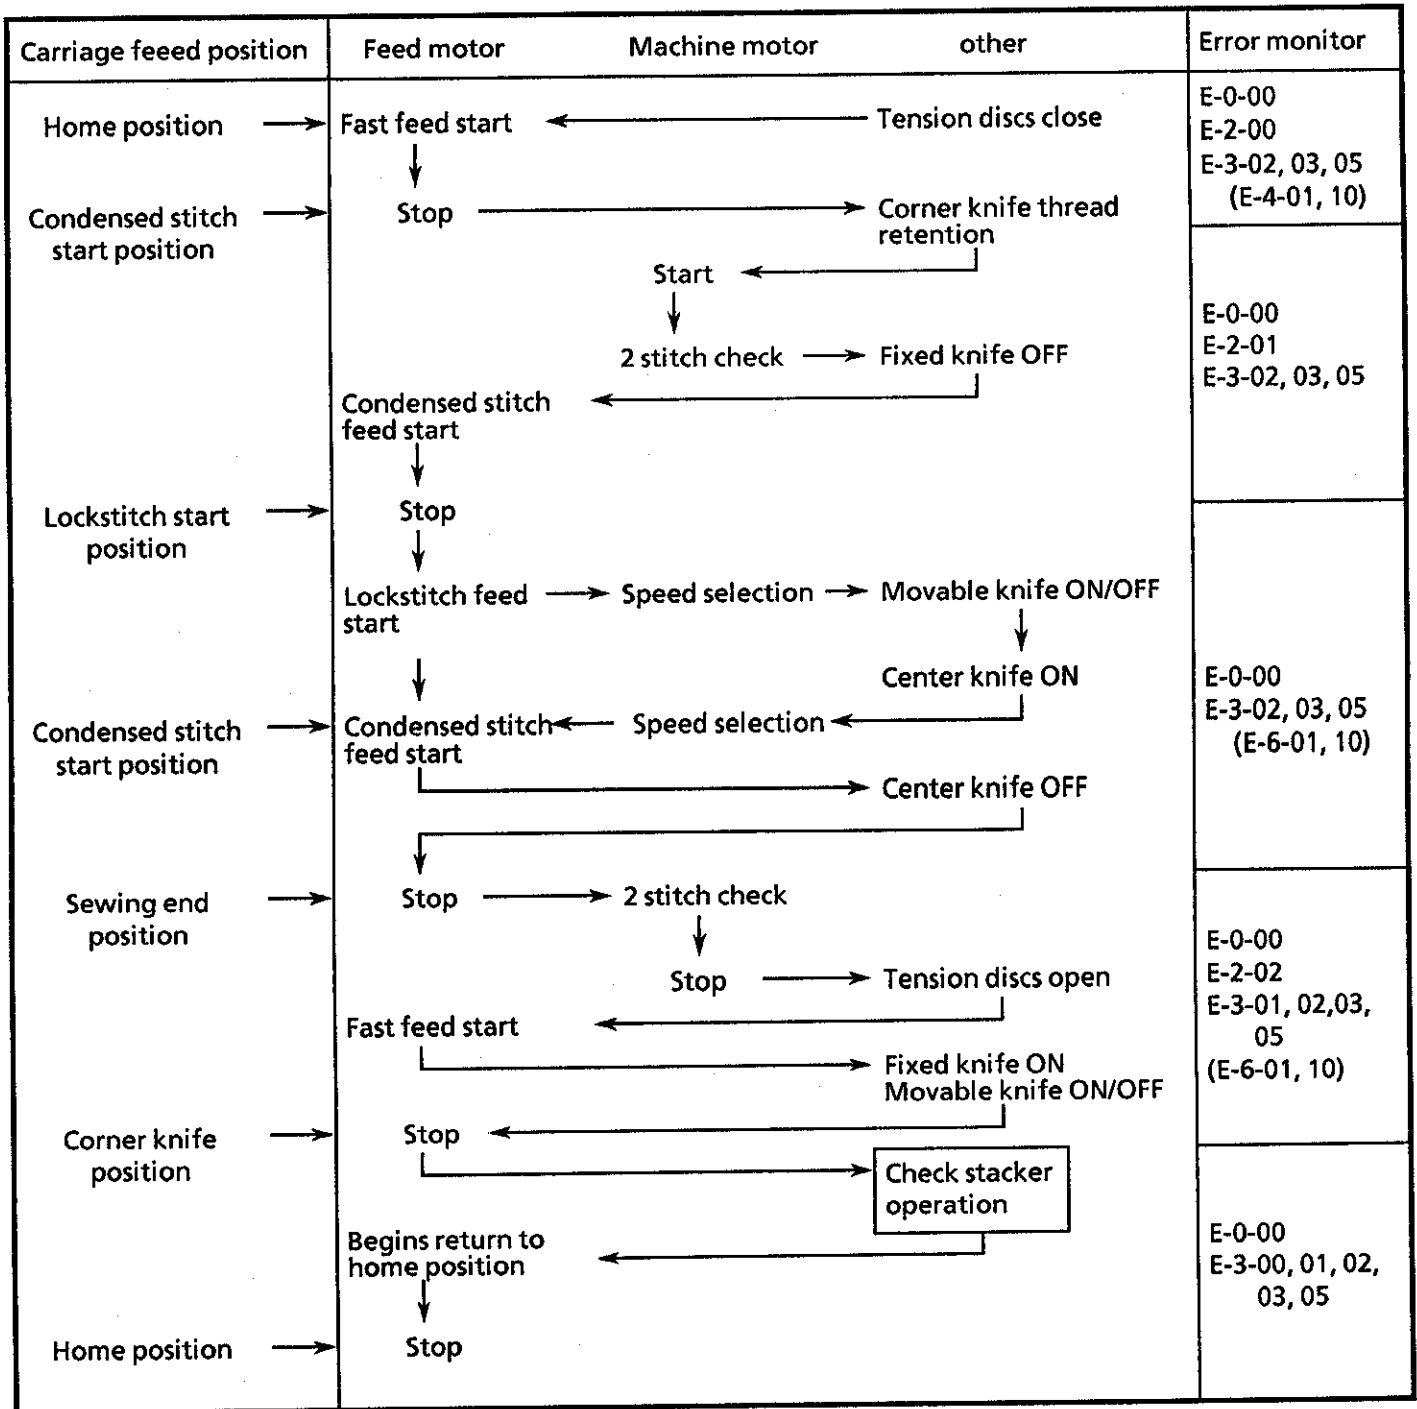 Carriage feeed position Feed motor Machine motor other Error monitor
Home position Fast feed start Tension discs close E-0-00
E-2-00
E-3-02, 03, 05
(E-4-01, 10)
Condensed stitch
start position
Stop
Corner knife thread
retention
Start
2 stitch check Fixed knife OFF
E-0-00
E-2-01
E-3-02, 03, 05
Condensed stitch
feed start
Lockstitch start
position
Stop
Lockstitch feed
start
Speed selection Movable knife ON/OFF
Center knife ON
Condensed stitch
start position
Condensed stitch
feed start
Speed selection
E-0-00
E-3-02, 03, 05
(E-6-01, 10)
Center knife OFF
Sewing end
position
Stop 2 stitch check
Stop Tension discs open
E-0-00
E-2-02
E-3-01, 02,03,
05
(E-6-01, 10)
Fast feed start
Fixed knife ON
Movable knife ON/OFF
Corner knife
position
Stop
Check stacker
operation
Begins return to
home position
E-0-00
E-3-00, 01, 02,
03, 05
Home position Stop